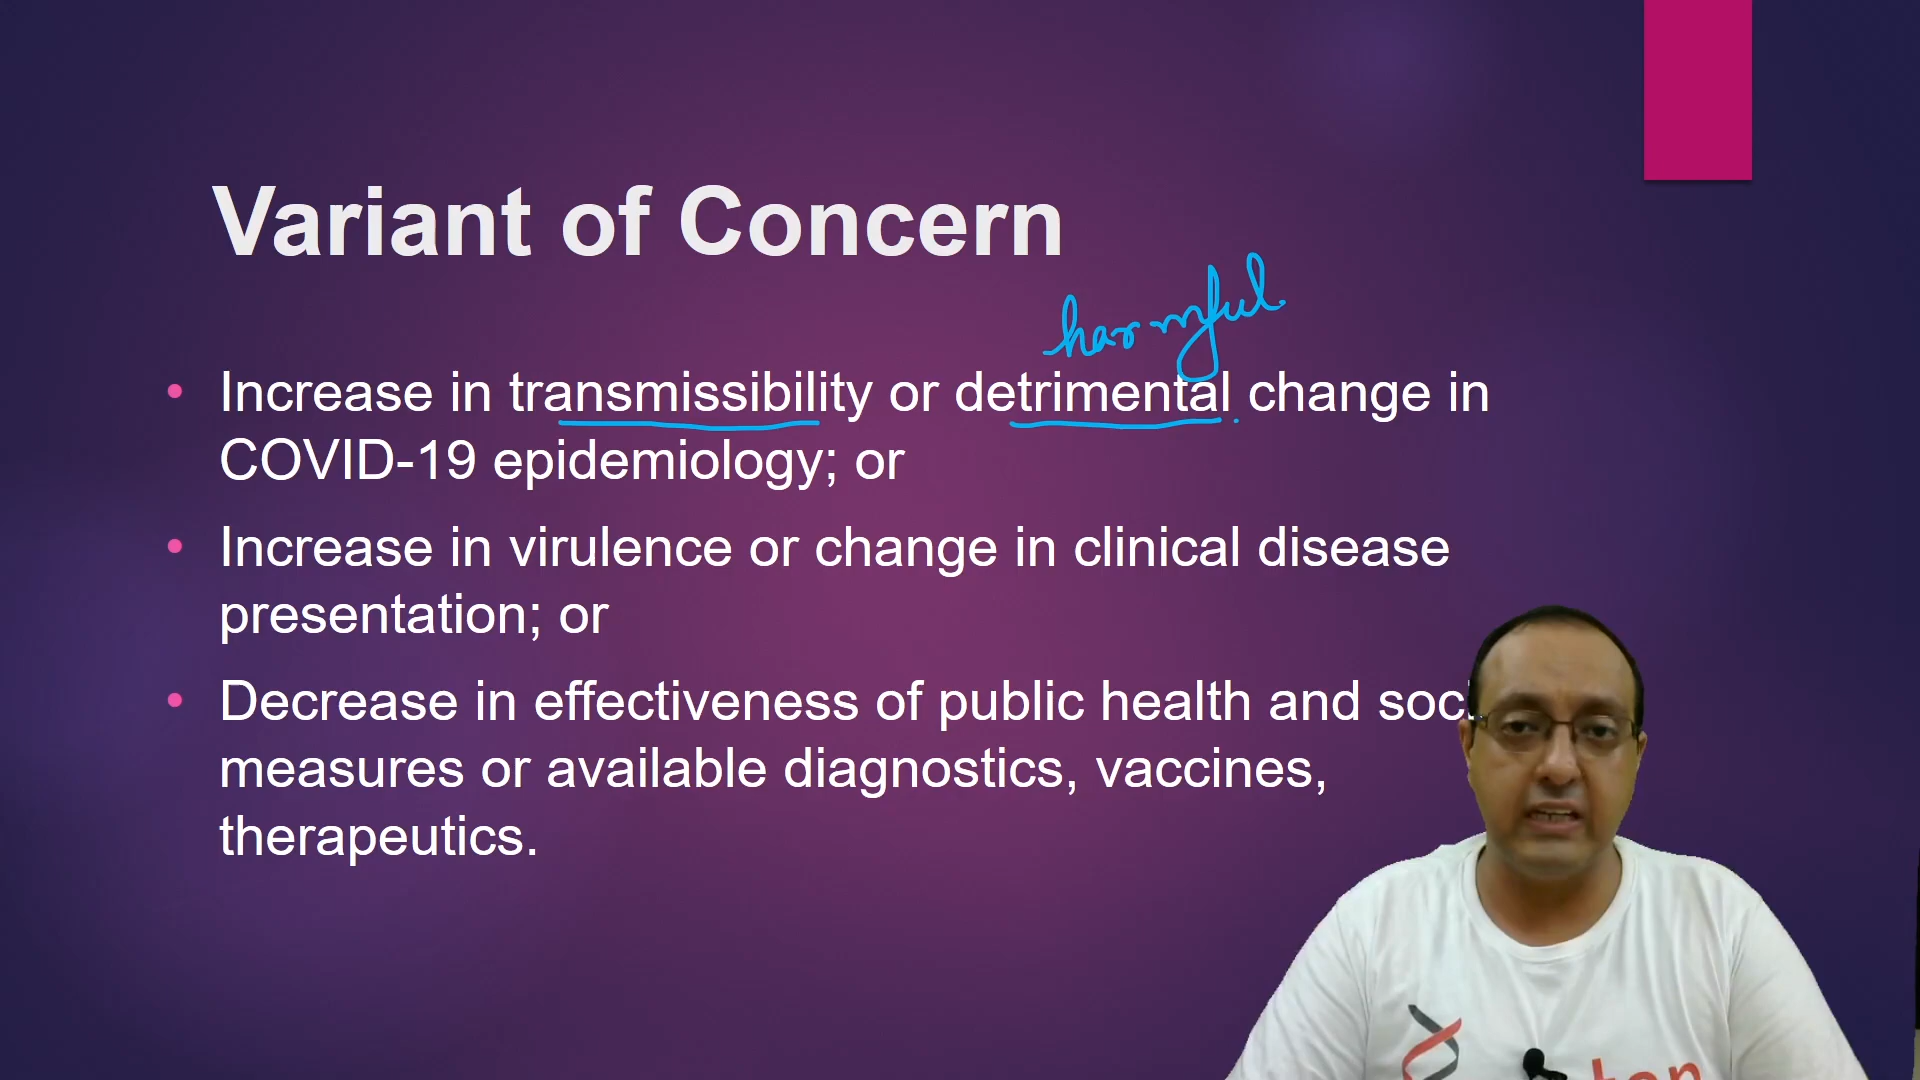 Variant of Concern
harmful
• Increase in transmissibility or detrimental change in
COVID-19 epidemiology; or
• Increase in virulence or change in clinical disease
presentation; or
• Decrease in effectiveness of public health and soci
measures or available diagnostics, vaccines,
therapeutics.